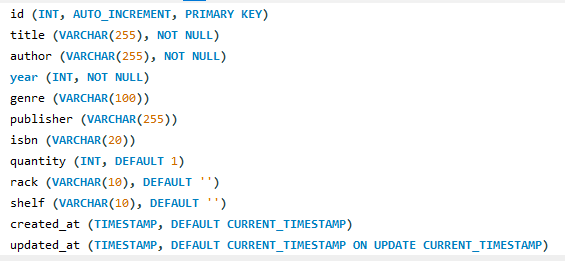 id (INT, AUTO_INCREMENT, PRIMARY KEY)
title (VARCHAR(255), NOT NULL)
author (VARCHAR(255), NOT NULL)
year (INT, NOT NULL)
genre (VARCHAR(100))
publisher (VARCHAR(255))
isbn (VARCHAR(20))
quantity (INT, DEFAULT 1)
rack (VARCHAR(10), DEFAULT '')
shelf (VARCHAR(10), DEFAULT '')
created_at (TIMESTAMP, DEFAULT CURRENT_TIMESTAMP)
updated_at (TIMESTAMP, DEFAULT CURRENT_TIMESTAMP ON UPDATE CURRENT_TIMESTAMP)